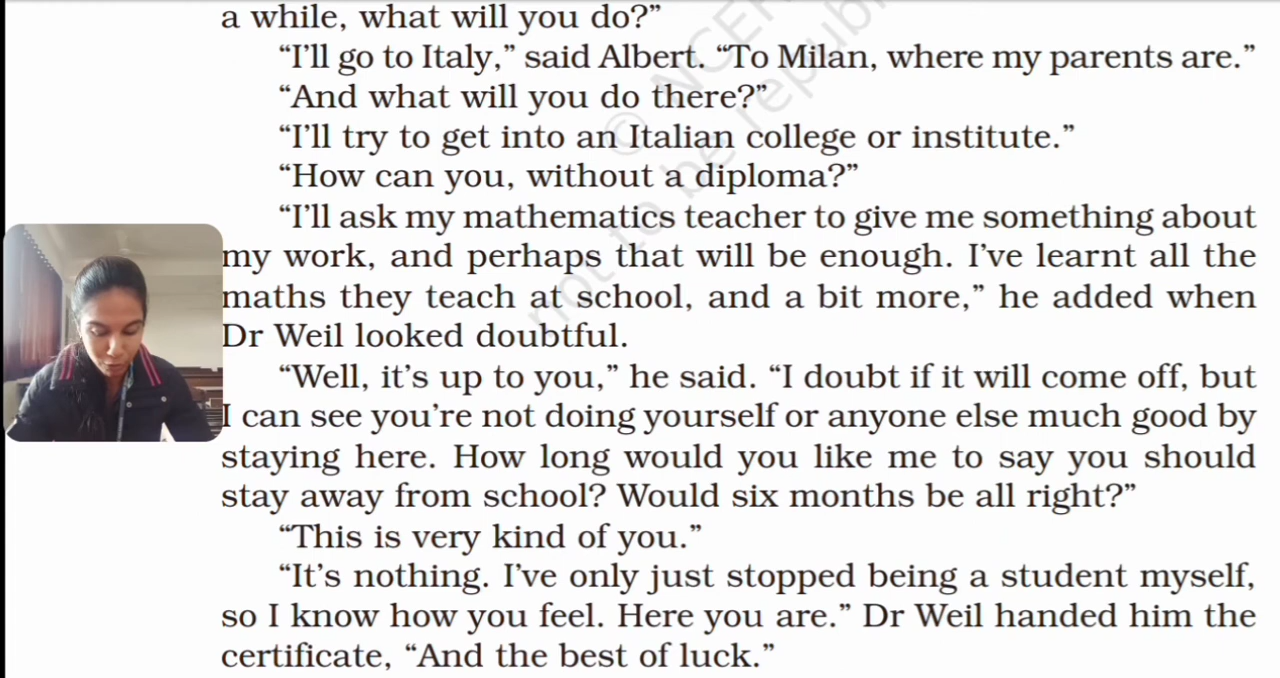 a while, what will you do?”
“I’ll go to Italy,” said Albert. “To Milan, where my parents are.”
“And what will you do there?”
“I’ll try to get into an Italian college or institute.”
“How can you, without a diploma?”
“I’ll ask my mathematics teacher to give me something about
my work, and perhaps that will be enough. I’ve learnt all the
maths they teach at school, and a bit more,” he added when
Dr Weil looked doubtful.
“Well, it’s up to you,” he said. “I doubt if it will come off, but
I can see you’re not doing yourself or anyone else much good by
staying here. How long would you like me to say you should
stay away from school? Would six months be all right?”
“This is very kind of you.”
“It’s nothing. I’ve only just stopped being a student myself,
so I know how you feel. Here you are.” Dr Weil handed him the
certificate, “And the best of luck.”
© NCER
not to be republ